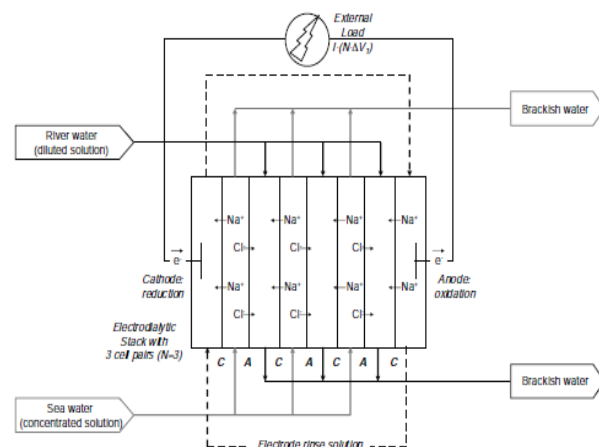 External
Load
I·(N·ΔV₁)
Brackish water
River water
(diluted solution)
Na⁺ Na⁺ Na⁺ Na⁺
Cl⁻ Cl⁻ Cl⁻
e⁻ e⁻
Cathode:
reduction
Anode:
oxidation
Na⁺ Na⁺ Na⁺ Na⁺
Cl⁻ Cl⁻ Cl⁻
Electrodialytic
Stack with
3 cell pairs (N=3)
C A C A C A C
Brackish water
Sea water
(concentrated solution)
Electrode rinse solution